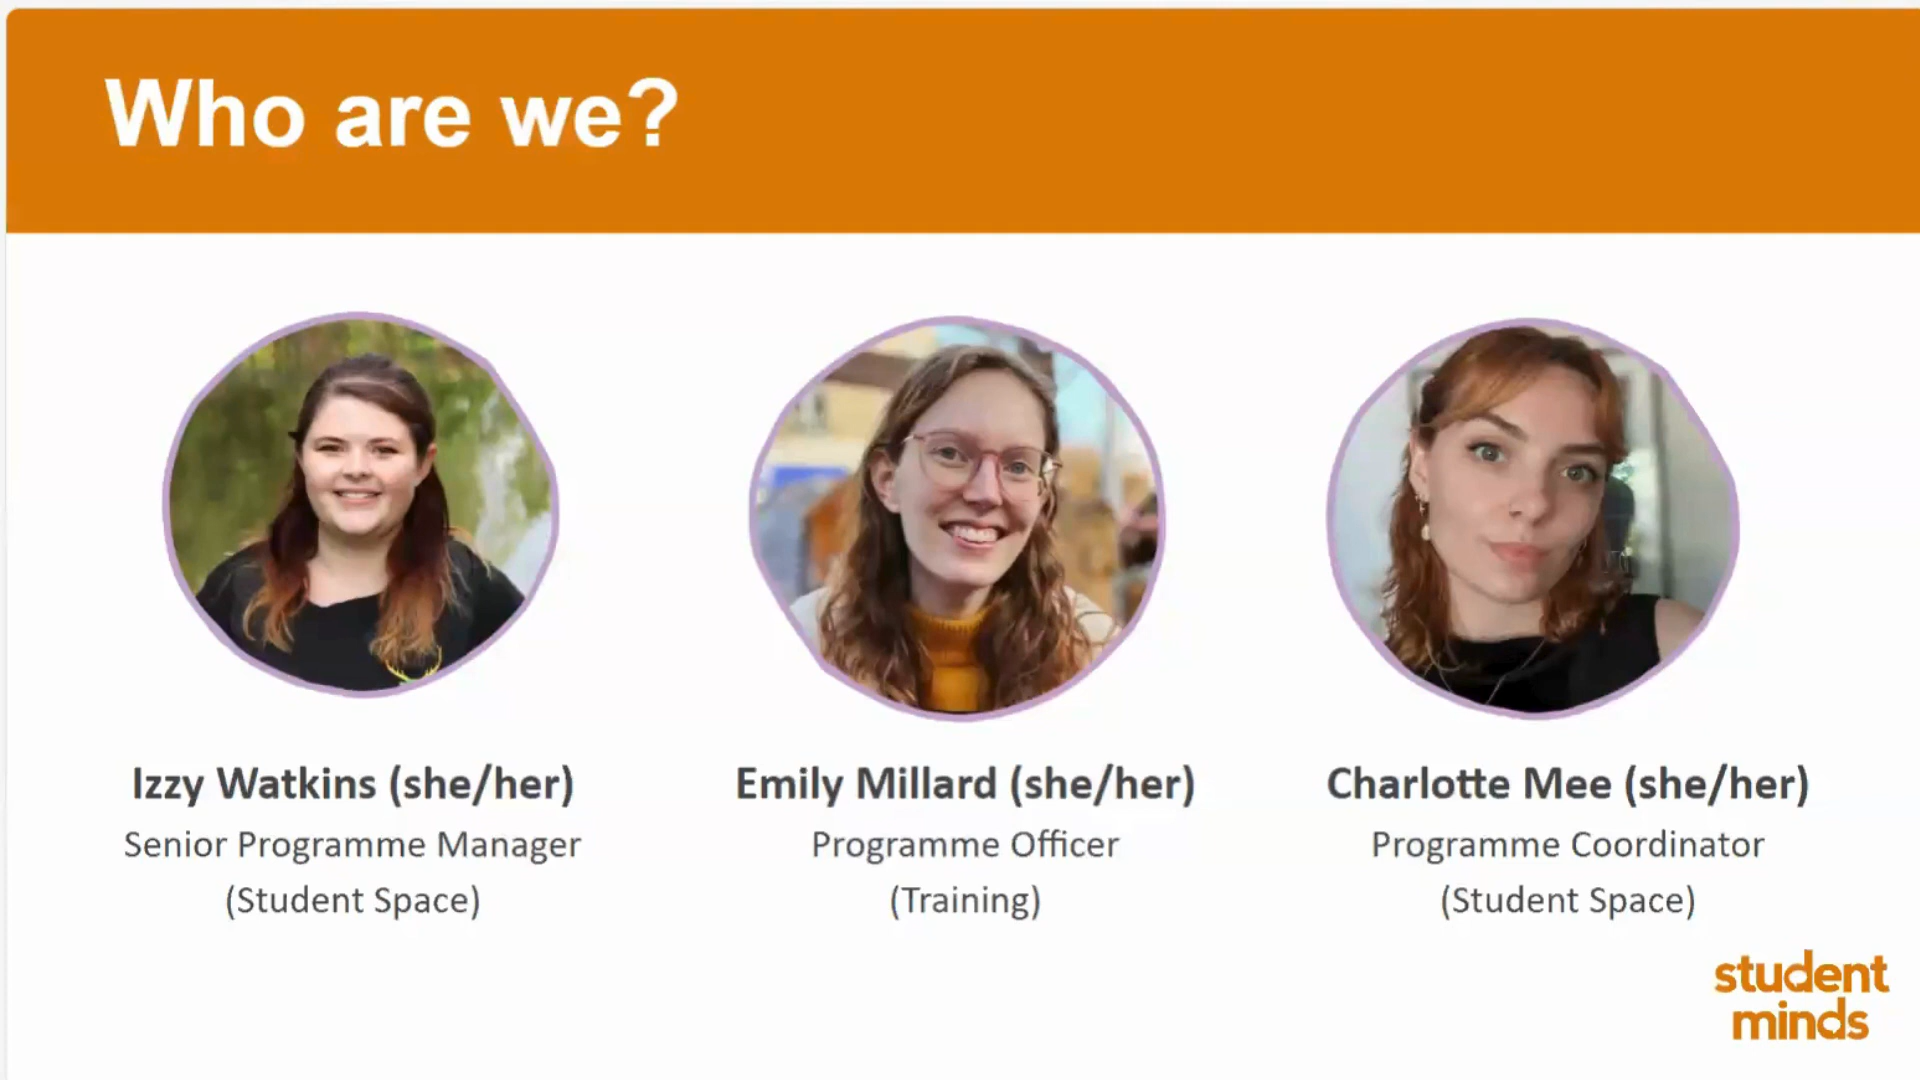 Who are we?
Izzy Watkins (she/her)
Senior Programme Manager
(Student Space)
Emily Millard (she/her)
Programme Officer
(Training)
Charlotte Mee (she/her)
Programme Coordinator
(Student Space)
student
minds